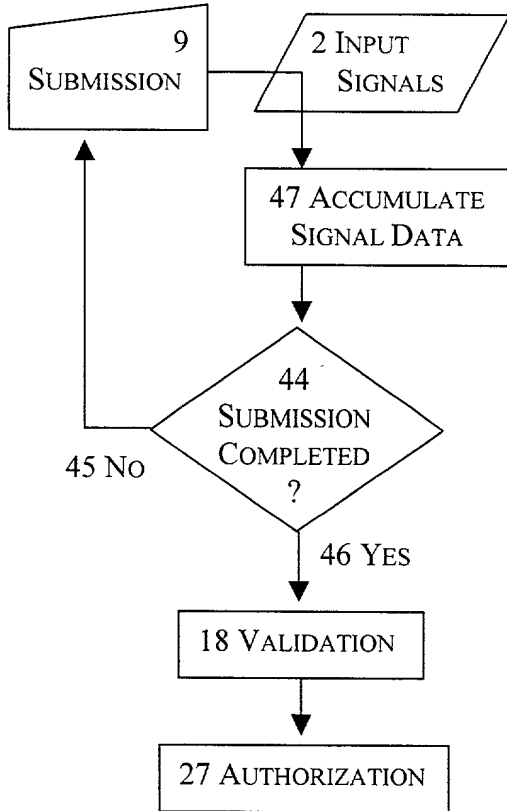 9
SUBMISSION
2 INPUT
SIGNALS
47 ACCUMULATE
SIGNAL DATA
44
SUBMISSION
COMPLETED
?
45 NO
46 YES
18 VALIDATION
27 AUTHORIZATION